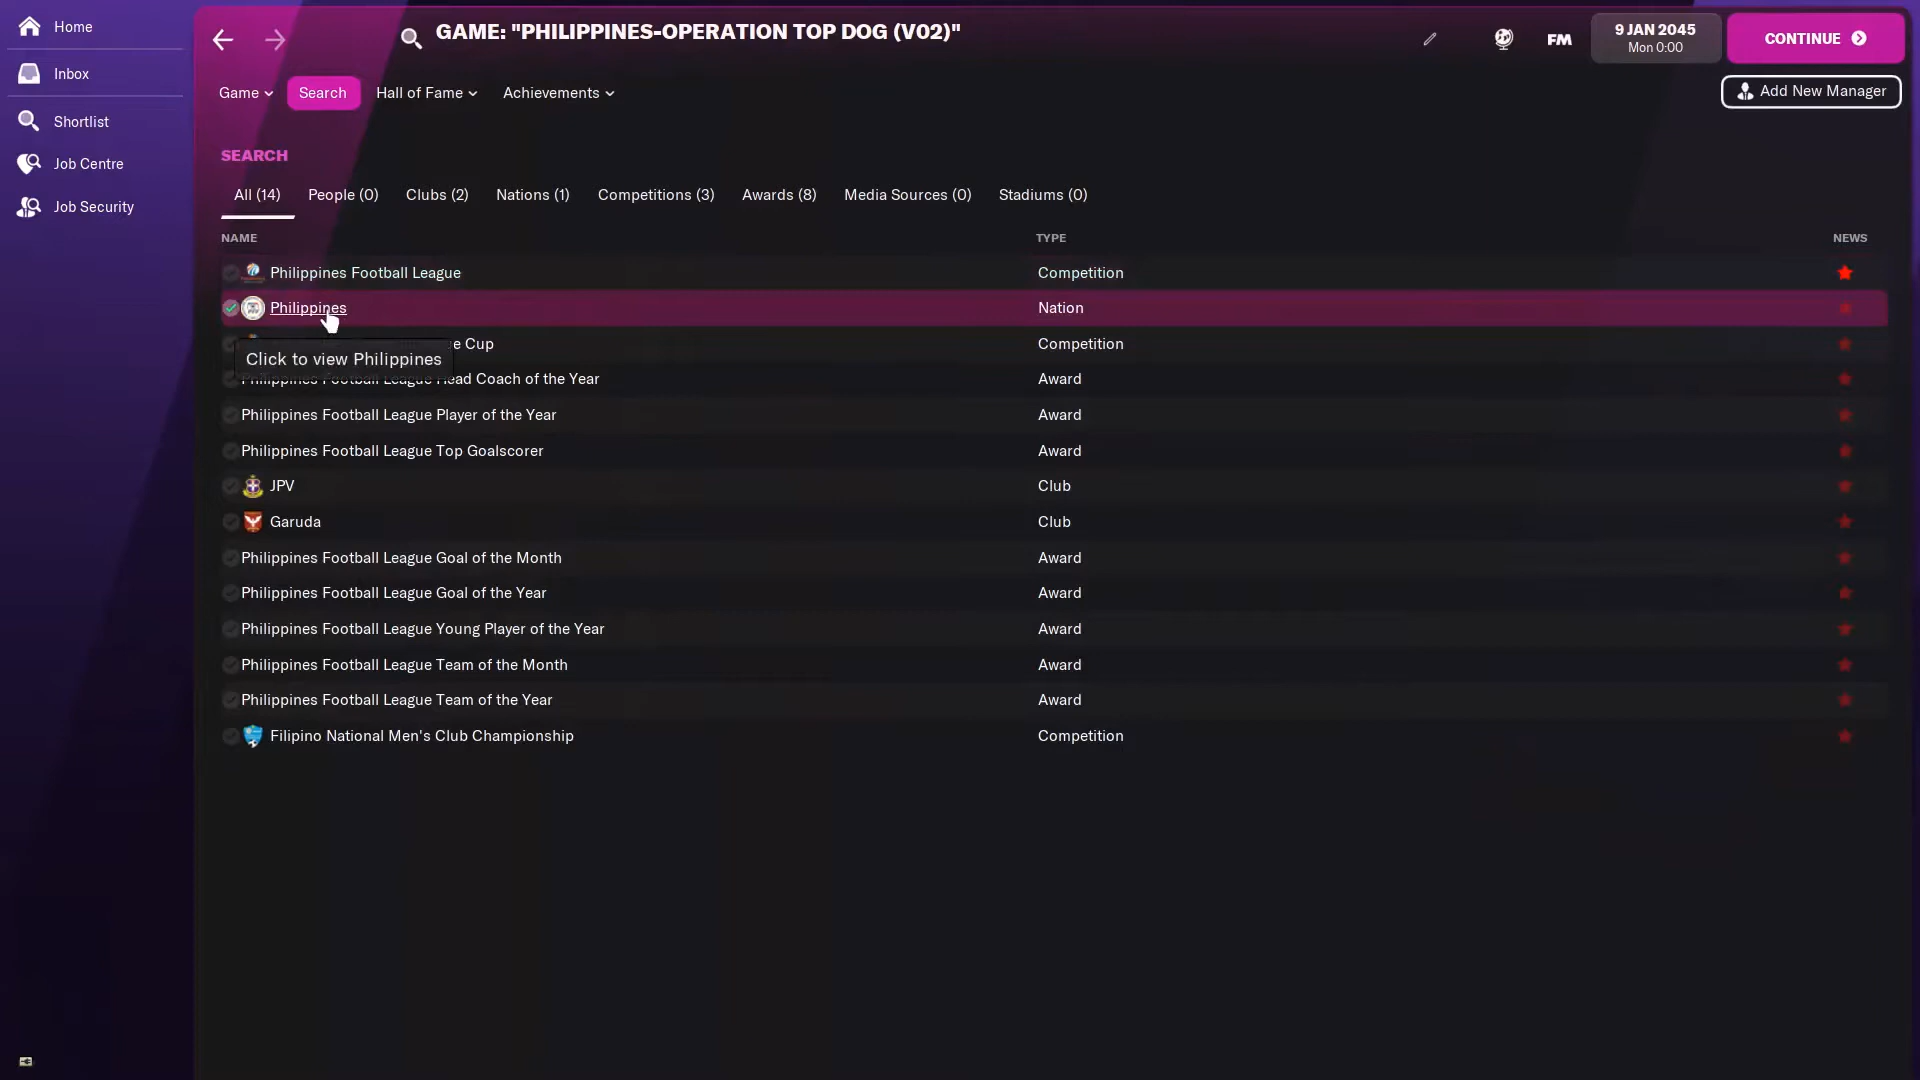 Home
Inbox
Shortlist
Job Centre
Job Security
GAME: "PHILIPPINES-OPERATION TOP DOG (V02)"
FM
9 JAN 2045
Mon 0:00
CONTINUE
Game
Search
Hall of Fame
Achievements
Add New Manager
SEARCH
All (14)
People (0)
Clubs (2)
Nations (1)
Competitions (3)
Awards (8)
Media Sources (0)
Stadiums (0)
NAME TYPE NEWS
Philippines Football League Competition
Philippines Nation
Cup Competition
Click to view Philippines
Philippines Football League Head Coach of the Year Award
Philippines Football League Player of the Year Award
Philippines Football League Top Goalscorer Award
JPV Club
Garuda Club
Philippines Football League Goal of the Month Award
Philippines Football League Goal of the Year Award
Philippines Football League Young Player of the Year Award
Philippines Football League Team of the Month Award
Philippines Football League Team of the Year Award
Filipino National Men's Club Championship Competition